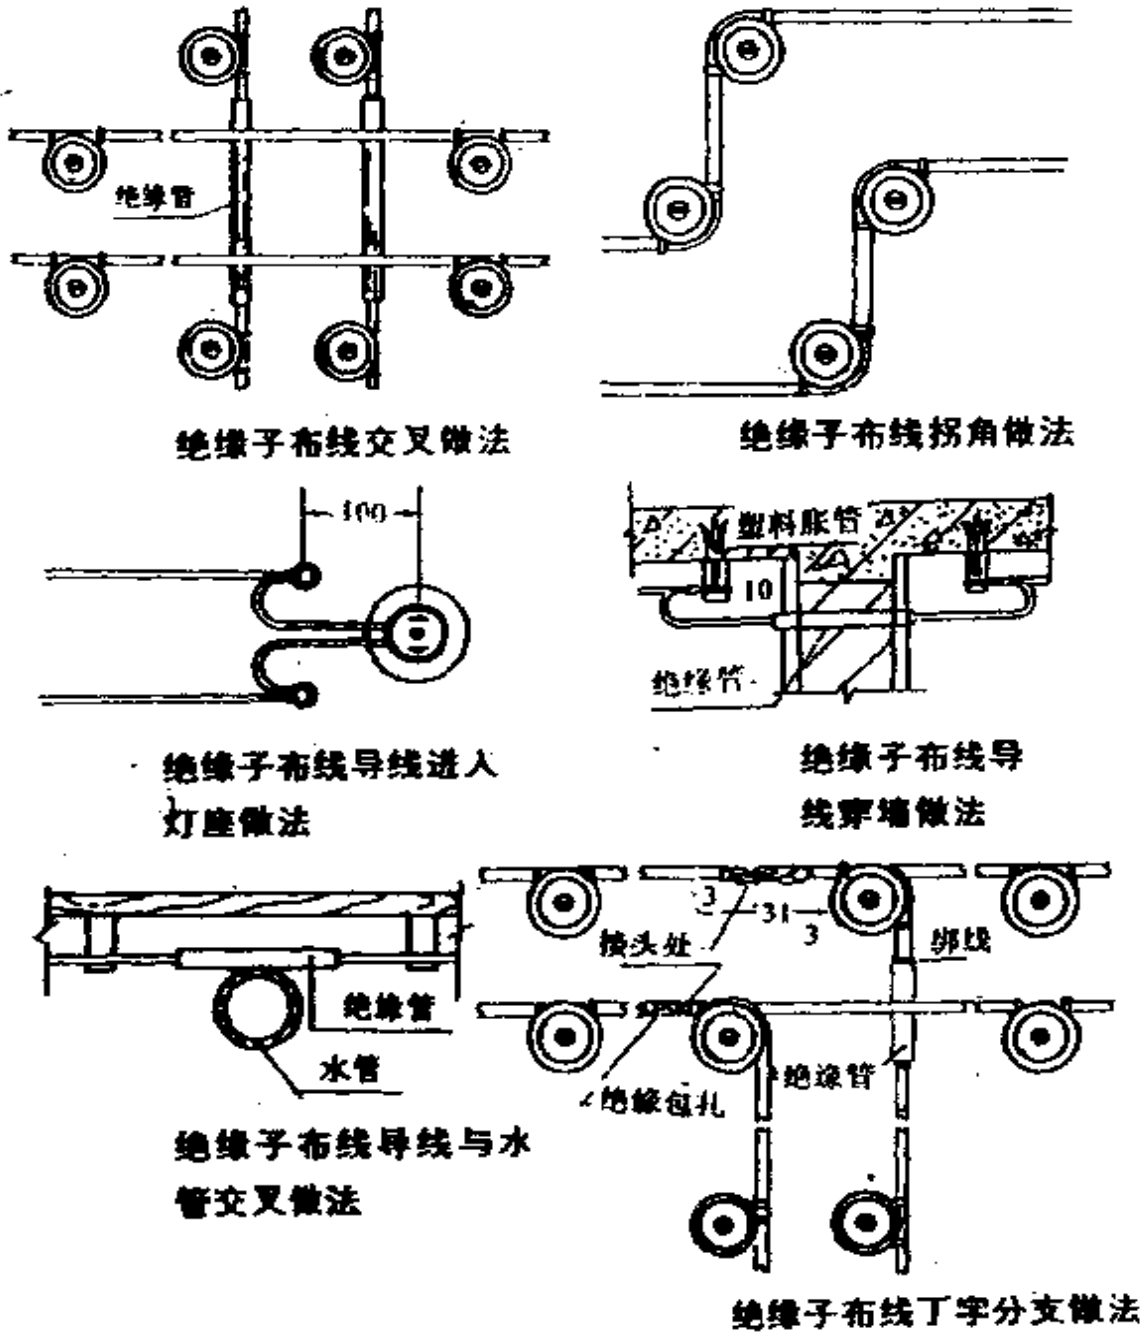 绝缘管
绝缘子布线交叉做法
绝缘子布线拐角做法
100
绝缘子布线导线进入
灯座做法
塑料胀管
10
绝缘管
绝缘子布线导
线穿墙做法
绝缘管
水管
绝缘子布线导线与水
管交叉做法
3
31
3
接头处
绑线
绝缘管
绝缘包扎
绝缘子布线丁字分支做法